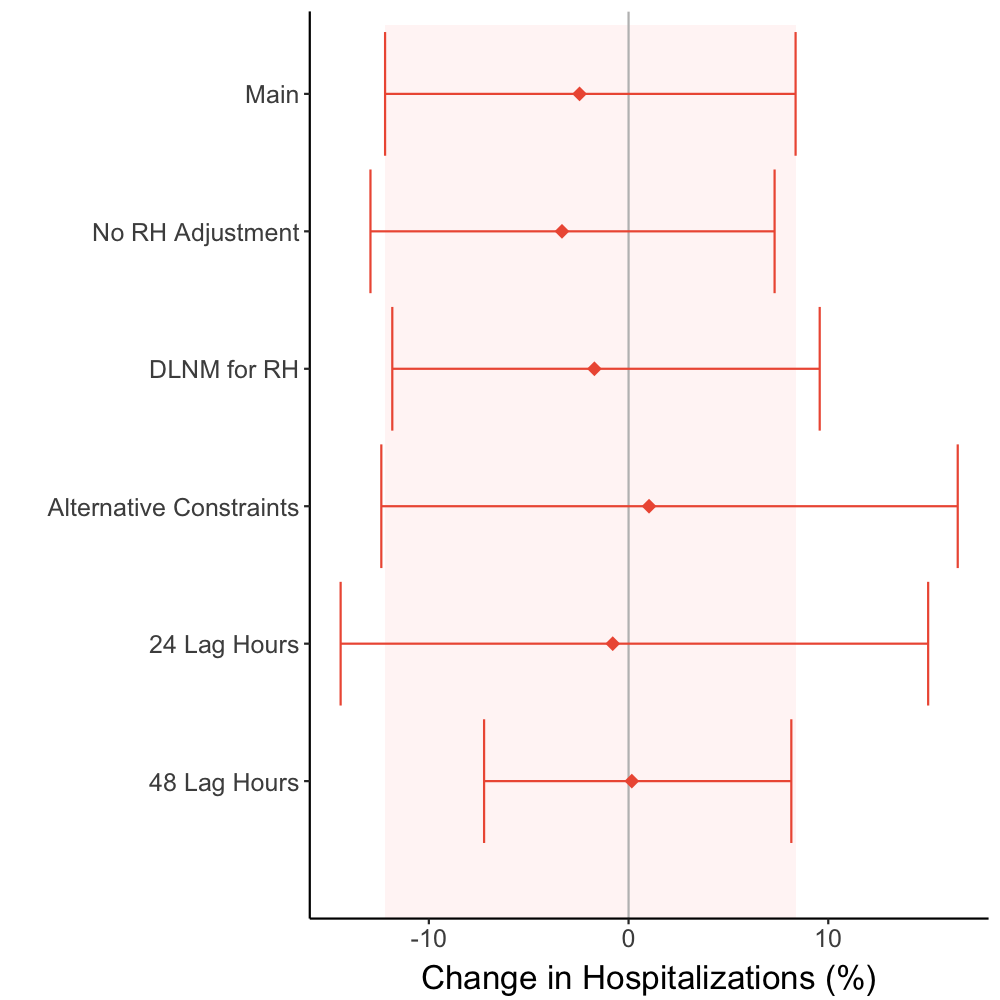 Main
No RH Adjustment
DLNM for RH
Alternative Constraints
24 Lag Hours
48 Lag Hours
-10 0 10
Change in Hospitalizations (%)